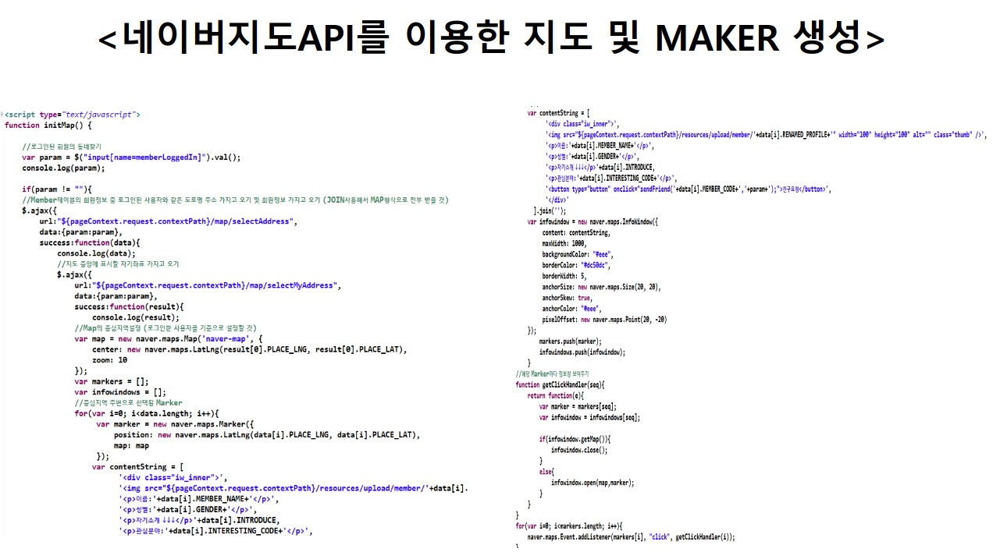 <네이버지도API를 이용한 지도 및 MAKER 생성>
<script type="text/javascript">
function initMap() {
//로그인된 회원의 동네찾기
var param = $("input[name=memberLoggedIn]").val();
console.log(param);
if(param != ""){
//Member테이블의 회원정보 중 로그인된 사용자와 같은 도로명 주소 가지고 오기 및 회원정보 가지고 오기 (JOIN사용해서 MAP형식으로 전부 받을 것)
$.ajax({
url:"${pageContext.request.contextPath}/map/selectAddress",
data:{param:param},
success:function(data){
console.log(data);
//지도 중앙에 표시할 자기좌표 가지고 오기
$.ajax({
url:"${pageContext.request.contextPath}/map/selectMyAddress",
data:{param:param},
success:function(result){
console.log(result);
//Map의 중심지역설정 (로그인한 사용자를 기준으로 설정할 것)
var map = new naver.maps.Map('naver-map', {
center: new naver.maps.LatLng(result[0].PLACE_LNG, result[0].PLACE_LAT),
zoom: 10
});
var markers = [];
var infowindows = [];
//중심지역 주변으로 선택될 Marker
for(var i=0; i<data.length; i++){
var marker = new naver.maps.Marker({
position: new naver.maps.LatLng(data[i].PLACE_LNG, data[i].PLACE_LAT),
map: map
});
var contentString = [
'<div class="iw_inner">',
'<img src="${pageContext.request.contextPath}/resources/upload/member/'+data[i].
'<p>이름:'+data[i].MEMBER_NAME+'</p>',
'<p>성별:'+data[i].GENDER+'</p>',
'<p>자기소개 ↓↓↓</p>'+data[i].INTRODUCE,
'<p>관심분야:'+data[i].INTERESTING_CODE+'</p>',
var contentString = [
'<div class="iw_inner">',
'<img src="${pageContext.request.contextPath}/resources/upload/member/'+data[i].RENAMED_PROFILE+'" width="100" height="100" alt="" class="thumb" />',
'<p>이름:'+data[i].MEMBER_NAME+'</p>',
'<p>성별:'+data[i].GENDER+'</p>',
'<p>자기소개 ↓↓↓</p>'+data[i].INTRODUCE,
'<p>관심분야:'+data[i].INTERESTING_CODE+'</p>',
'<button type="button" onclick="sendFriend('+data[i].MEMBER_CODE+','+param+');">친구요청</button>',
'</div>'
].join('');
var infowindow = new naver.maps.InfoWindow({
content: contentString,
maxWidth: 1000,
backgroundColor: "#eee",
borderColor: "#dc50dc",
borderWidth: 5,
anchorSize: new naver.maps.Size(20, 20),
anchorSkew: true,
anchorColor: "#eee",
pixelOffset: new naver.maps.Point(20, -20)
});
markers.push(marker);
infowindows.push(infowindow);
}
//해당 Marker마다 정보창 보여주기
function getClickHandler(seq){
return function(e){
var marker = markers[seq];
var infowindow = infowindows[seq];
if(infowindow.getMap()){
infowindow.close();
}
else{
infowindow.open(map,marker);
}
}
}
for(var i=0; i<markers.length; i++){
naver.maps.Event.addListener(markers[i], "click", getClickHandler(i));